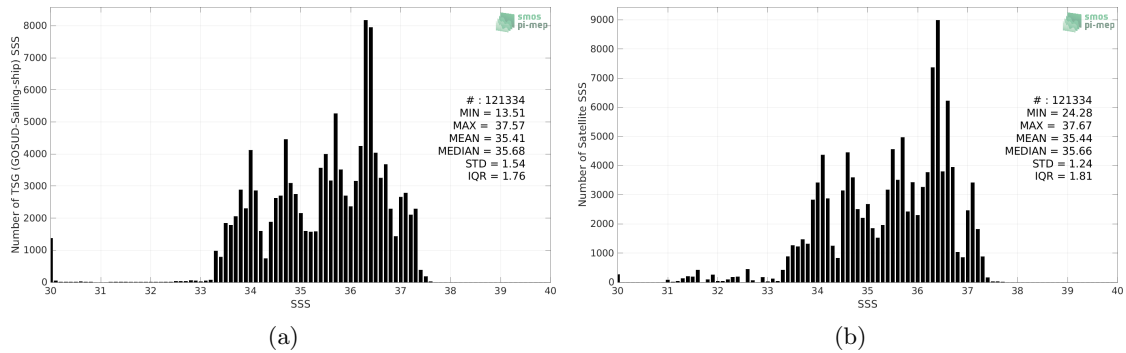 Number of TSG (GOSUD-Sailing-ship) SSS
8000
7000
6000
5000
4000
3000
2000
1000
0
30 31 32 33 34 35 36 37 38 39 40
SSS
smos
pi-mep
# : 121334
MIN = 13.51
MAX = 37.57
MEAN = 35.41
MEDIAN = 35.68
STD = 1.54
IQR = 1.76
(a)
Number of Satellite SSS
9000
8000
7000
6000
5000
4000
3000
2000
1000
0
30 31 32 33 34 35 36 37 38 39 40
SSS
smos
pi-mep
# : 121334
MIN = 24.28
MAX = 37.67
MEAN = 35.44
MEDIAN = 35.66
STD = 1.24
IQR = 1.81
(b)